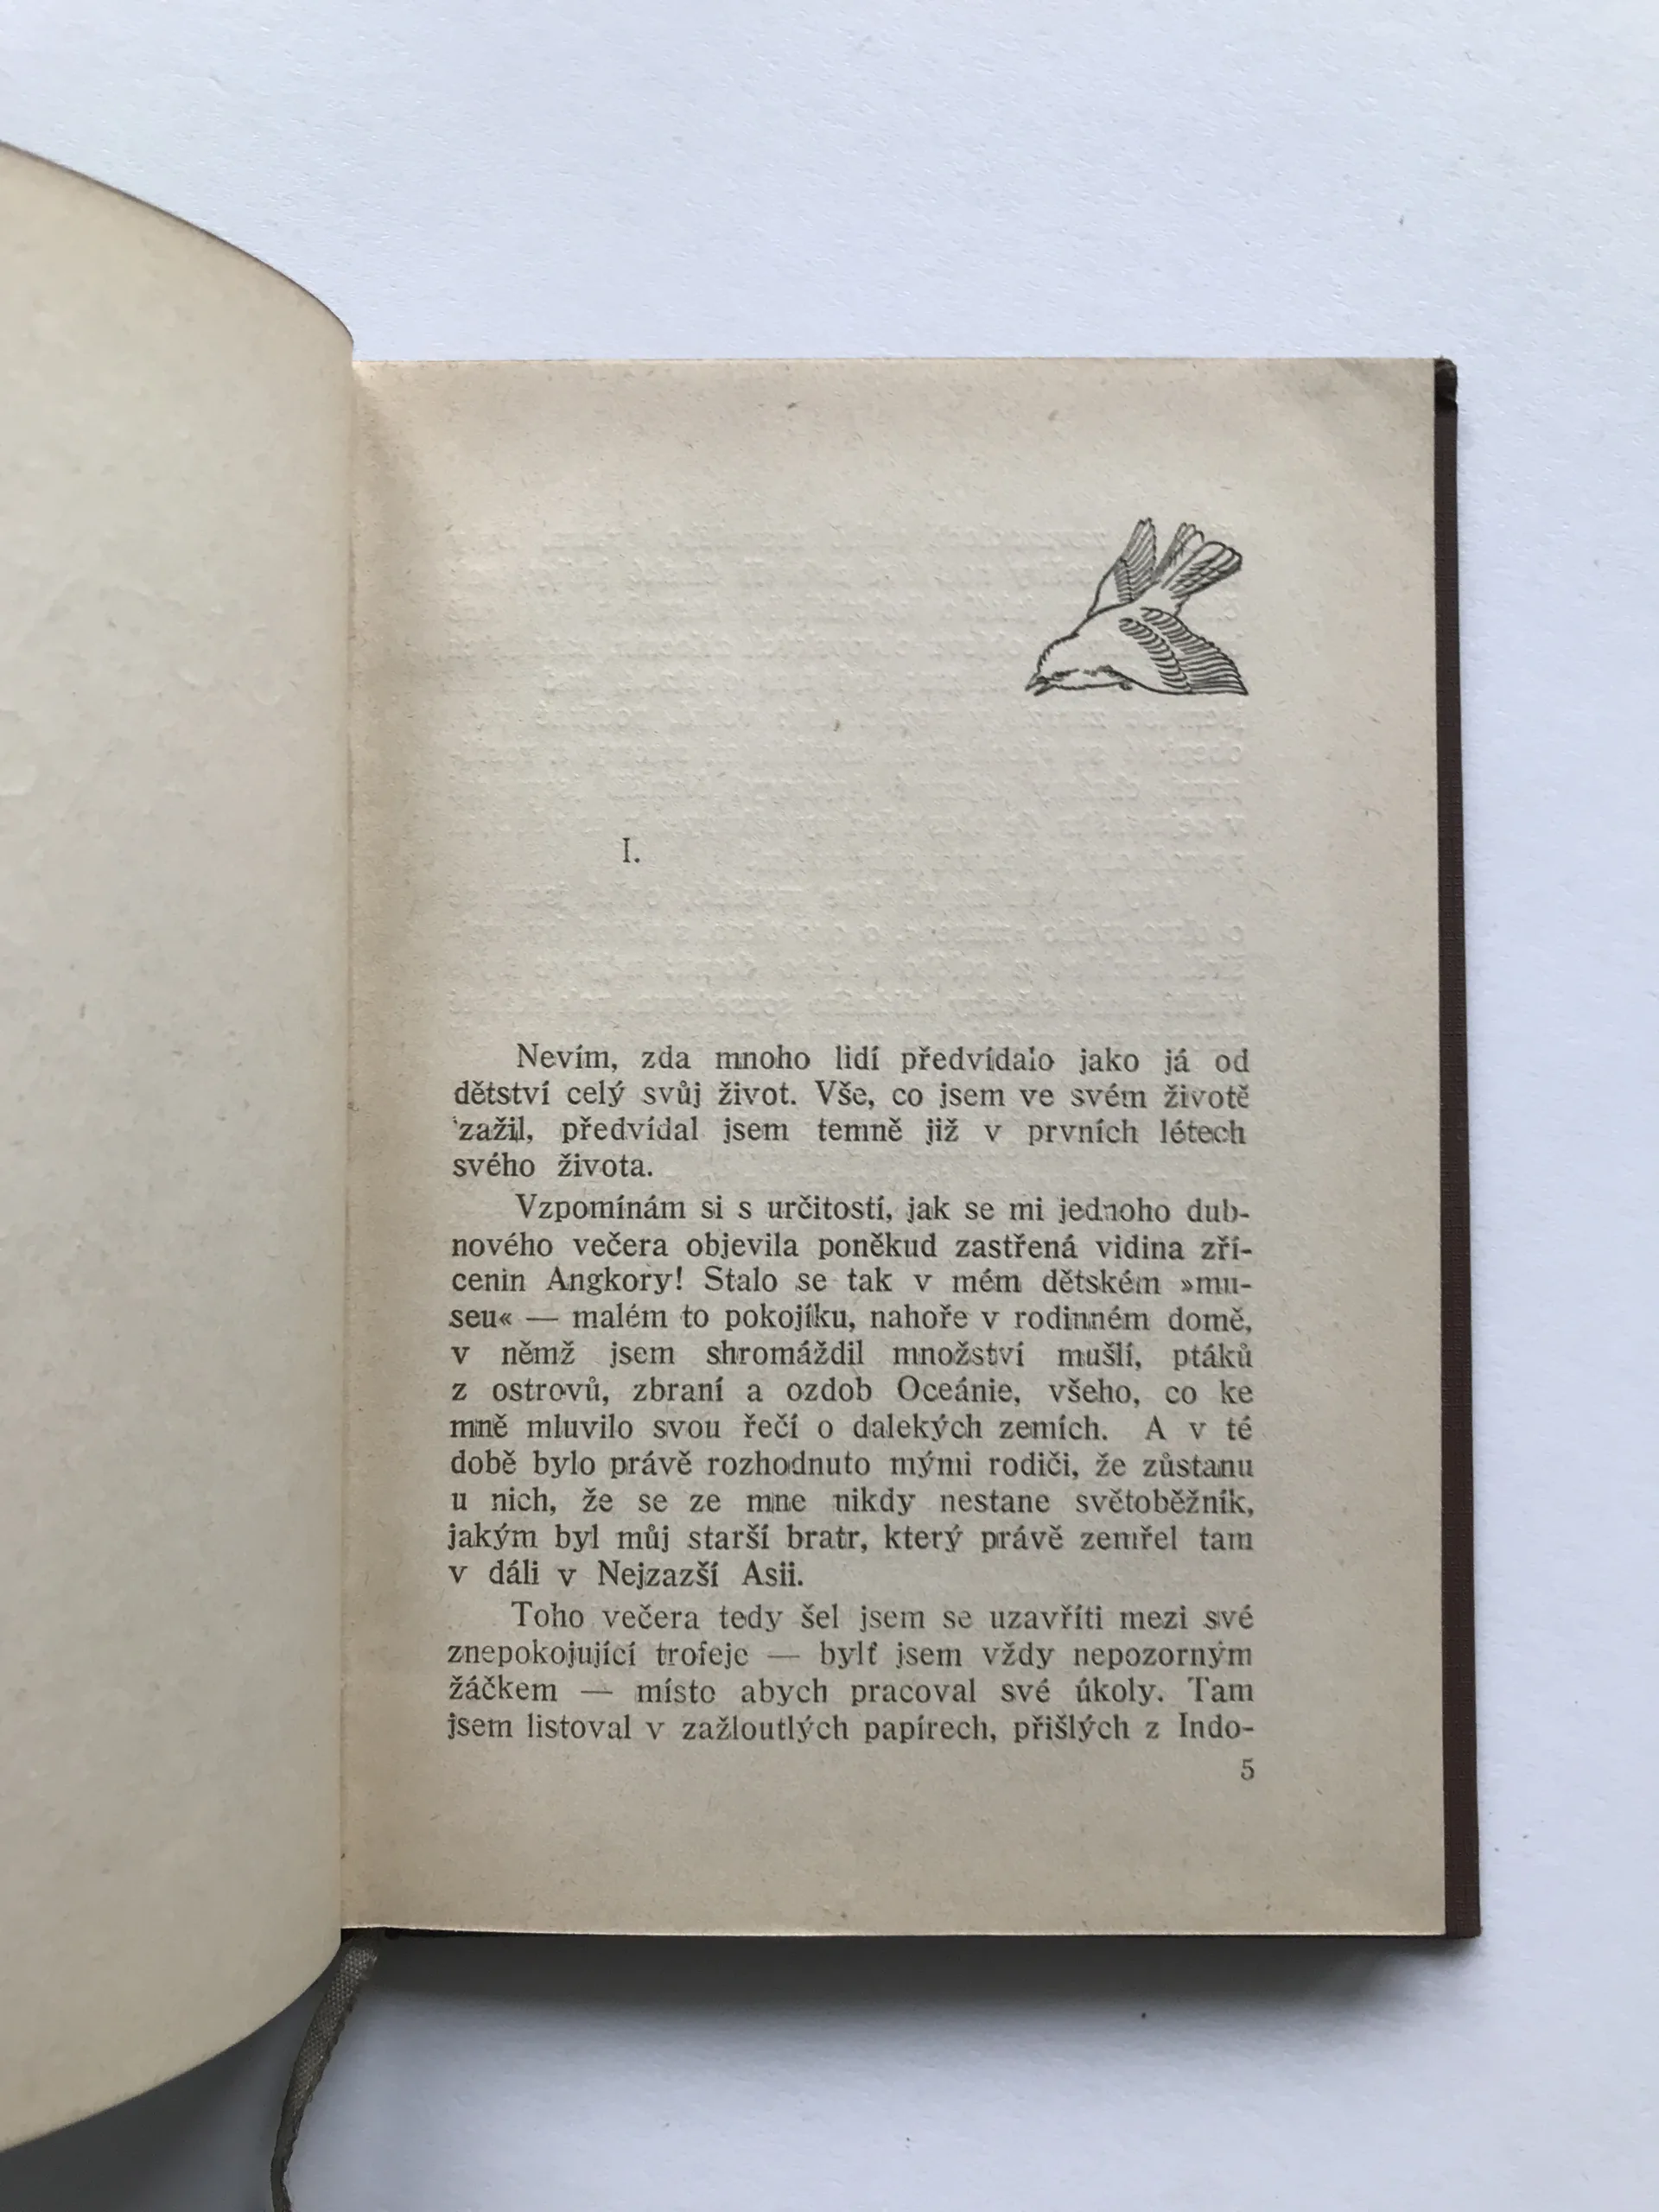 I.
Nevím, zda mnoho lidí předvídalo jako já od
dětství celý svůj život. Vše, co jsem ve svém životě
zažil, předvídal jsem temně již v prvních létech
svého života.
Vzpomínám si s určitostí, jak se mi jednoho dub-
nového večera objevila poněkud zastřená vidina zří-
cenin Angkory! Stalo se tak v mém dětském »mu-
seu« — malém to pokojíku, nahoře v rodinném domě,
v němž jsem shromáždil množství mušlí, ptáků
z ostrovů, zbraní a ozdob Oceánie, všeho, co ke
mně mluvilo svou řečí o dalekých zemích. A v té
době bylo právě rozhodnuto mými rodiči, že zůstanu
u nich, že se ze mne nikdy nestane světoběžník,
jakým byl můj starší bratr, který právě zemřel tam
v dáli v Nejzazší Asii.
Toho večera tedy šel jsem se uzavříti mezi své
znepokojující trofeje — bylť jsem vždy nepozorným
žáčkem — místo abych pracoval své úkoly. Tam
jsem listoval v zažloutlých papírech, přišlých z Indo-
5